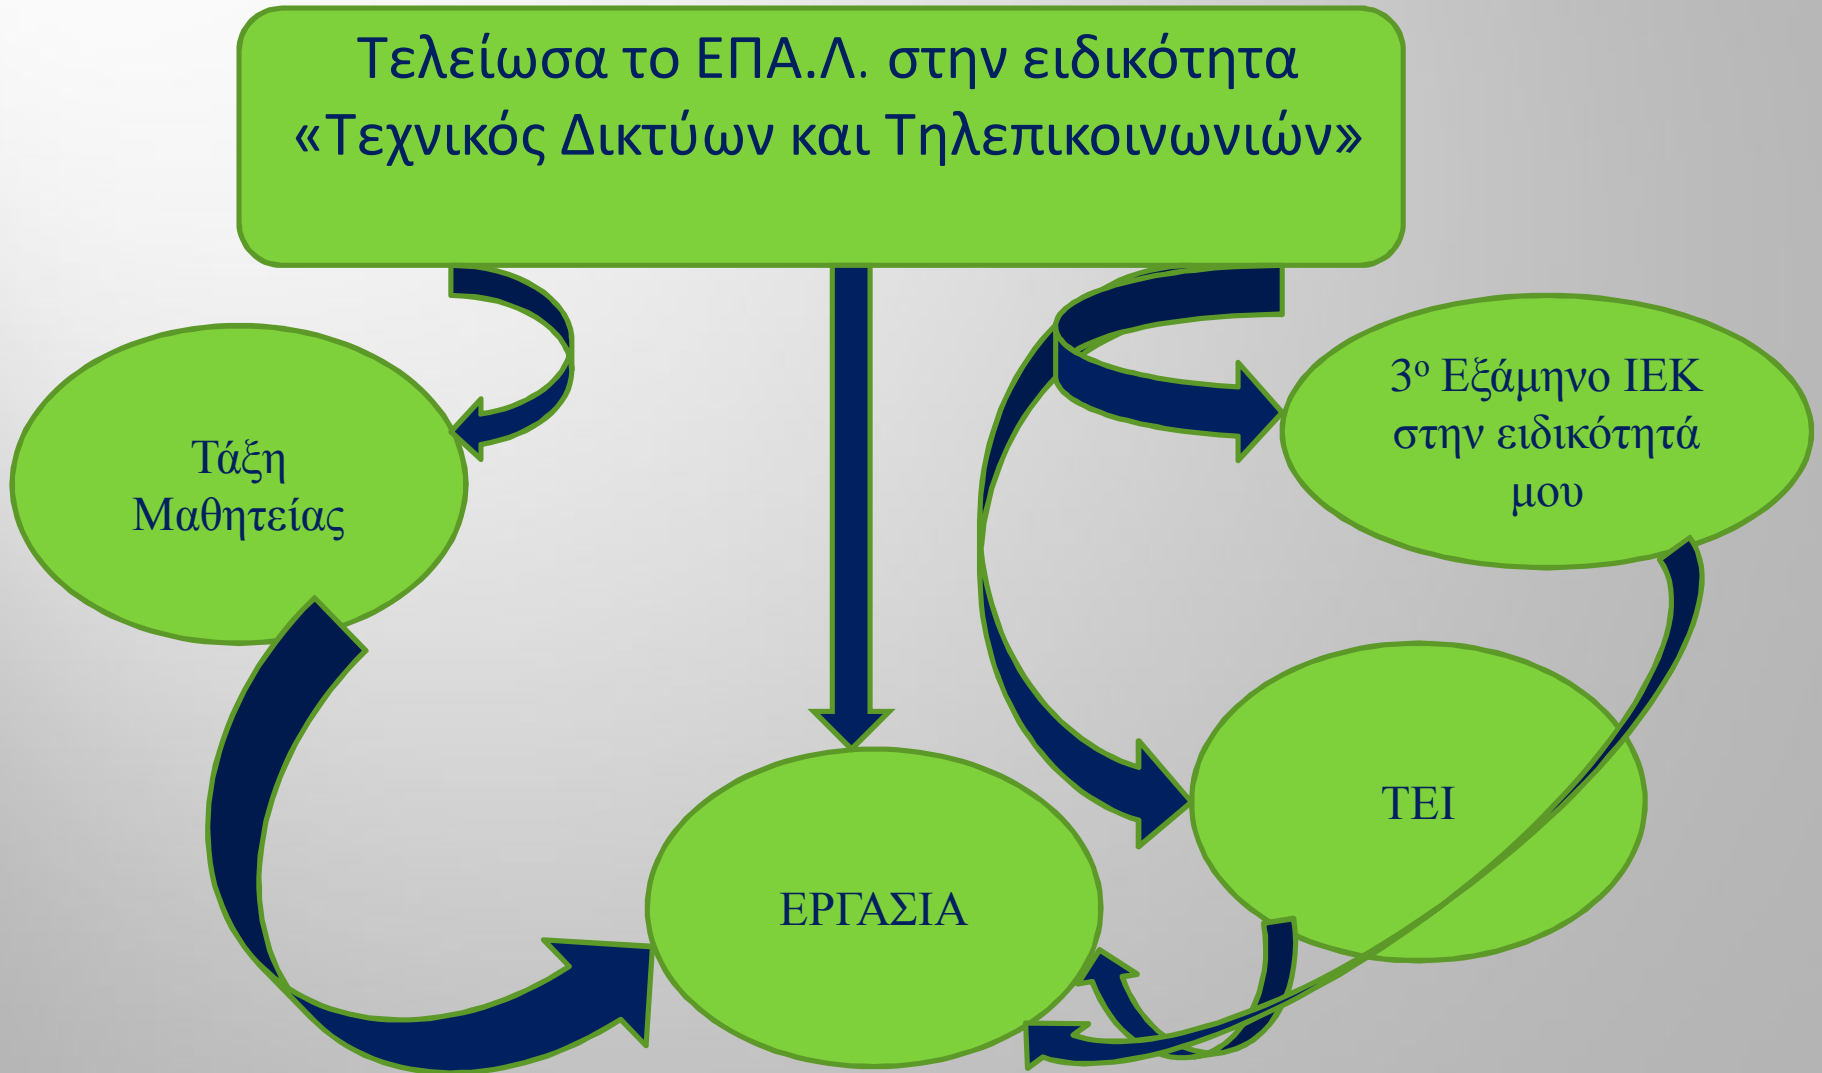 Τελείωσα το ΕΠΑ.Λ. στην ειδικότητα
«Τεχνικός Δικτύων και Τηλεπικοινωνιών»
3ο Εξάμηνο ΙΕΚ
στην ειδικότητά
μου
Τάξη
Μαθητείας
ΤΕΙ
ΕΡΓΑΣΙΑ